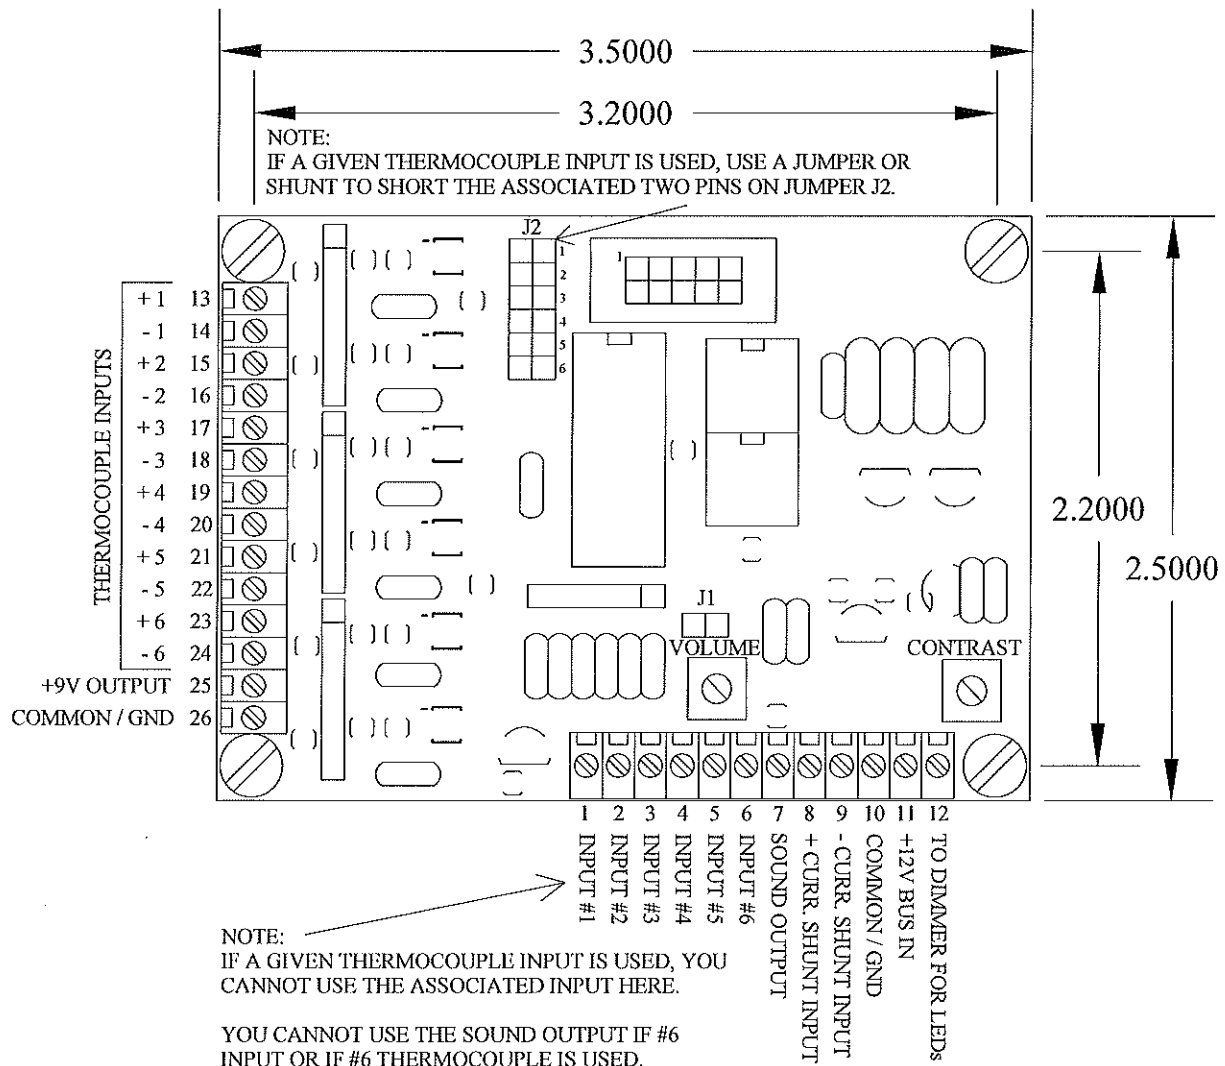 3.5000
3.2000
NOTE:
IF A GIVEN THERMOCOUPLE INPUT IS USED, USE A JUMPER OR
SHUNT TO SHORT THE ASSOCIATED TWO PINS ON JUMPER J2.
J2
1
2
3
4
5
6
1
THERMOCOUPLE INPUTS
+1 13
-1 14
+2 15
-2 16
+3 17
-3 18
+4 19
-4 20
+5 21
-5 22
+6 23
-6 24
+9V OUTPUT 25
COMMON / GND 26
2.2000
2.5000
J1
VOLUME
CONTRAST
1 2 3 4 5 6 7 8 9 10 11 12
INPUT #1
INPUT #2
INPUT #3
INPUT #4
INPUT #5
INPUT #6
SOUND OUTPUT
+ CURR. SHUNT INPUT
- CURR. SHUNT INPUT
COMMON / GND
+12V BUS IN
TO DIMMER FOR LEDs
NOTE:
IF A GIVEN THERMOCOUPLE INPUT IS USED, YOU
CANNOT USE THE ASSOCIATED INPUT HERE.
YOU CANNOT USE THE SOUND OUTPUT IF #6
INPUT OR IF #6 THERMOCOUPLE IS USED.